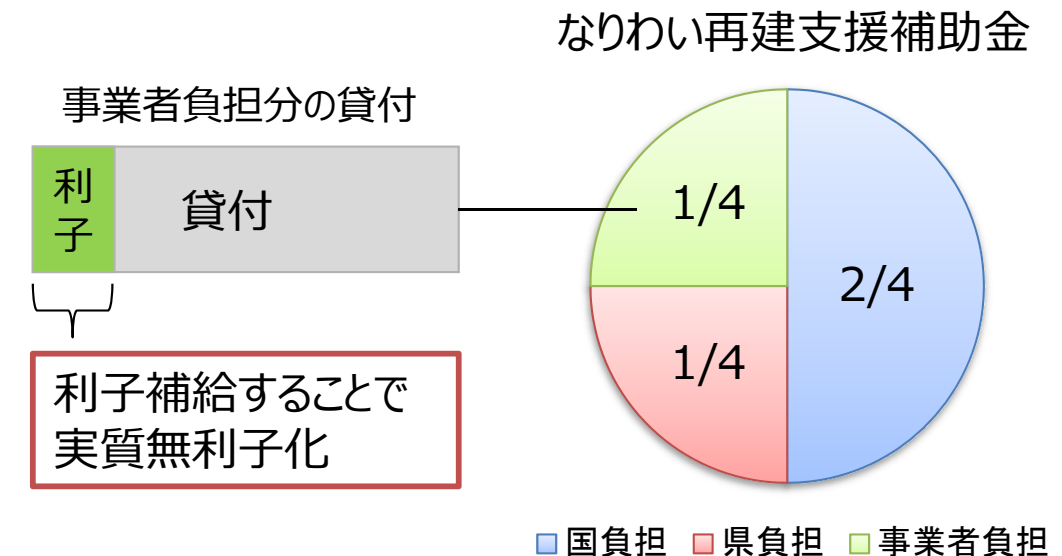 なりわい再建支援補助金
事業者負担分の貸付
利子
貸付
1/4
2/4
1/4
利子補給することで
実質無利子化
国負担 県負担 事業者負担